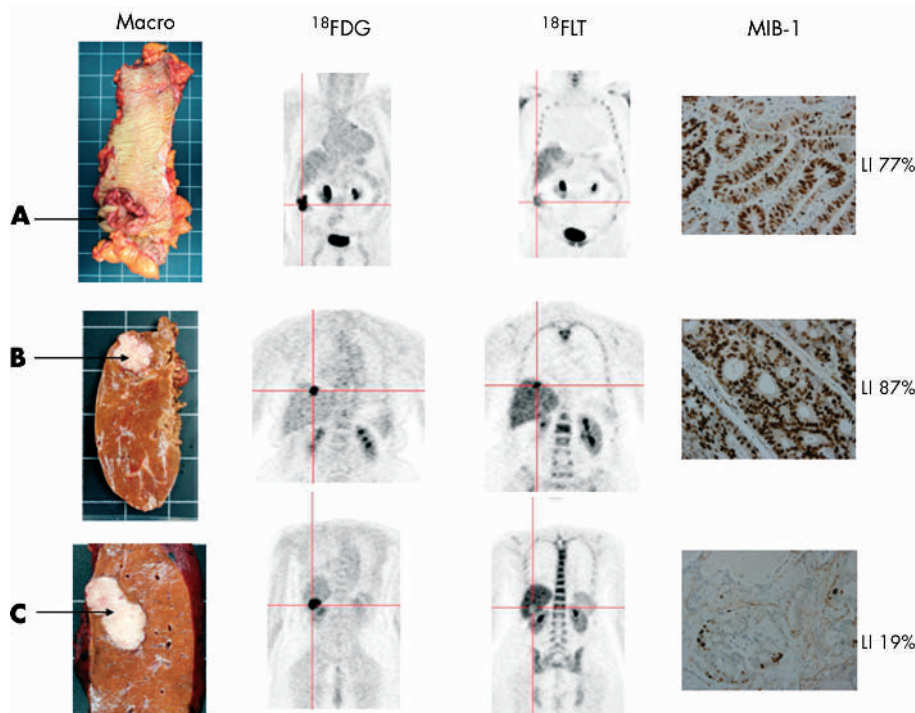 Macro
¹⁸FDG
¹⁸FLT
MIB-1
A
LI 77%
B
LI 87%
C
LI 19%